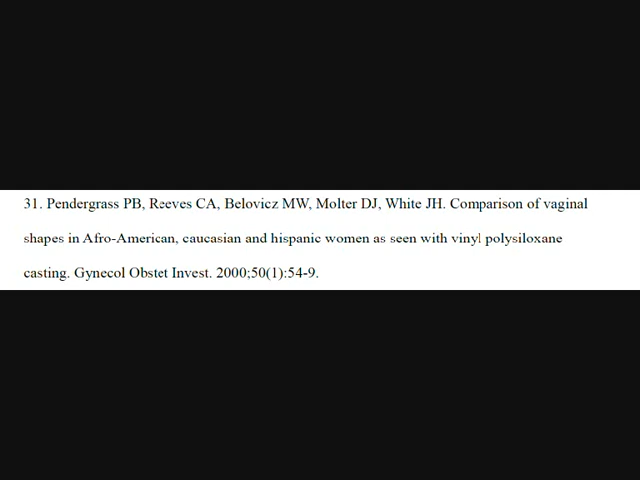 31. Pendergrass PB, Reeves CA, Belovicz MW, Molter DJ, White JH. Comparison of vaginal
shapes in Afro-American, caucasian and hispanic women as seen with vinyl polysiloxane
casting. Gynecol Obstet Invest. 2000;50(1):54-9.